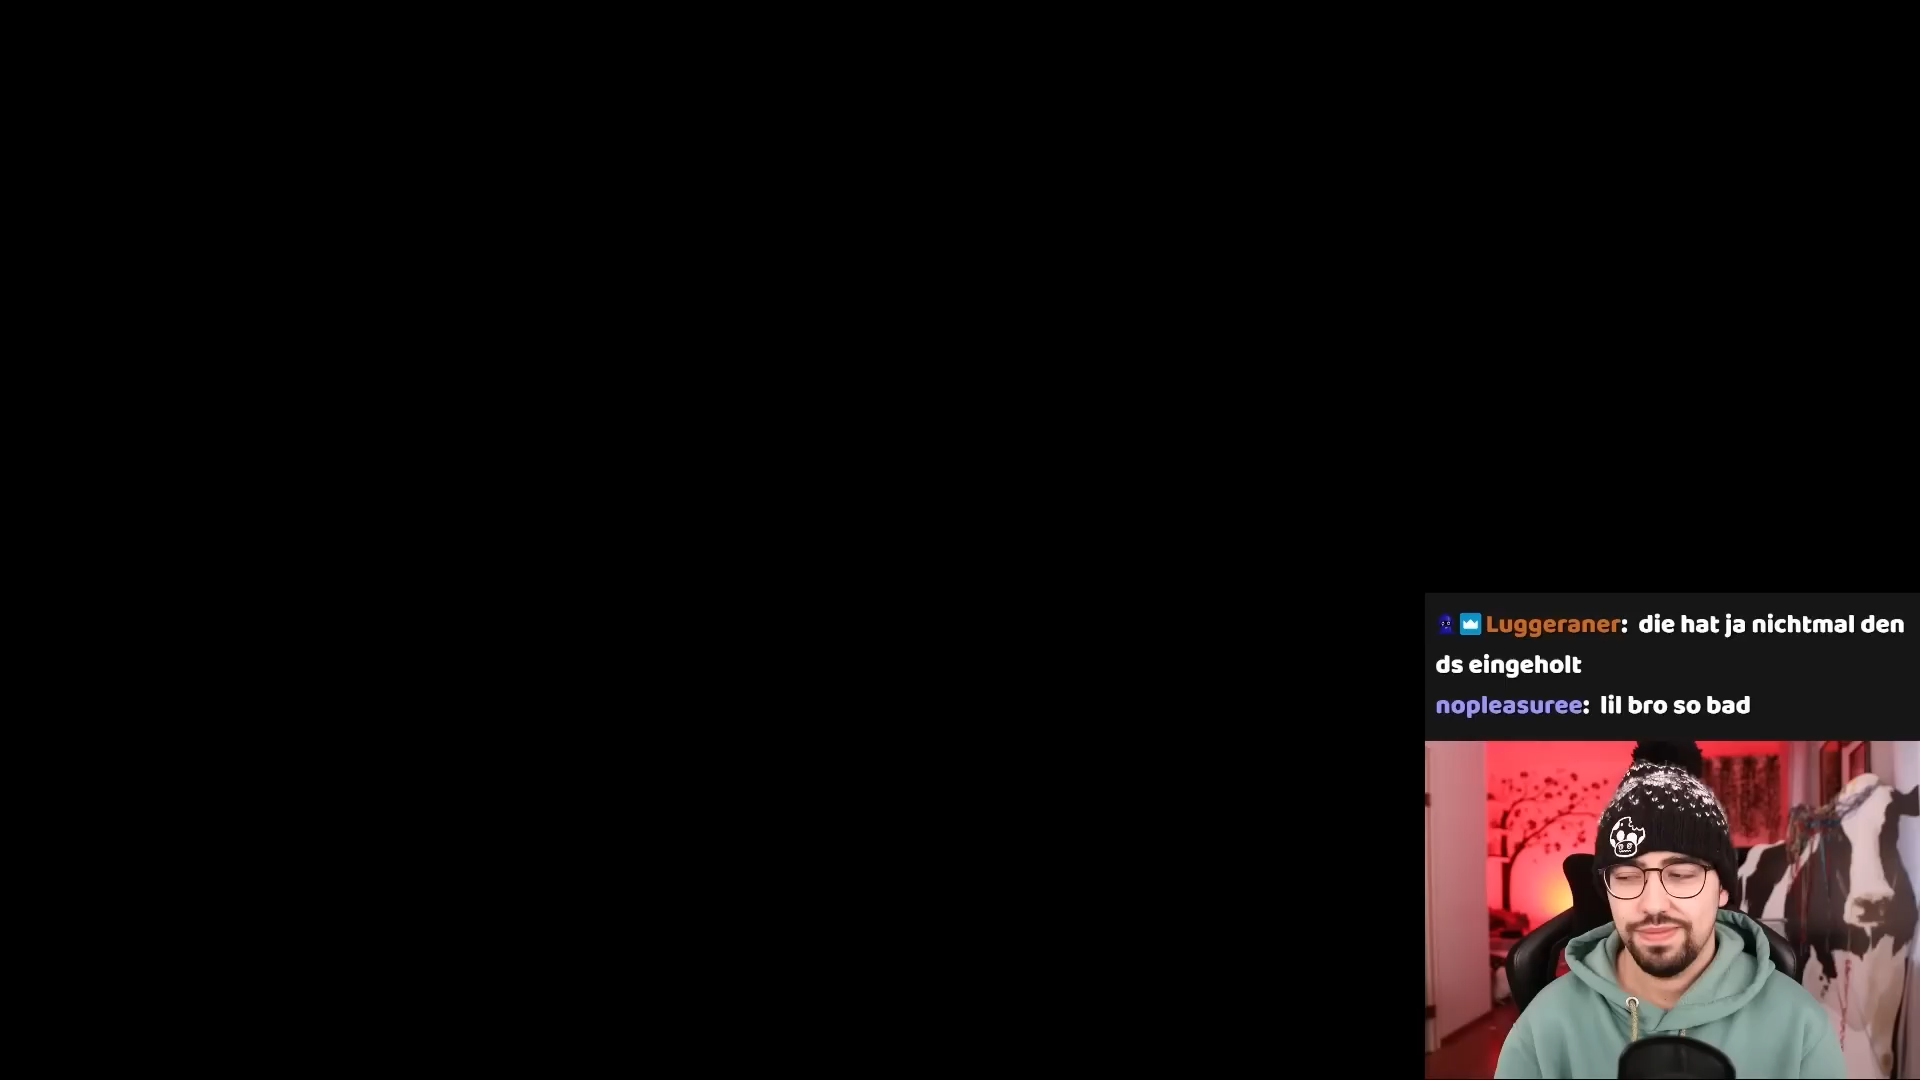 Luggeraner: die hat ja nichtmal den
ds eingeholt
nopleasuree: lil bro so bad